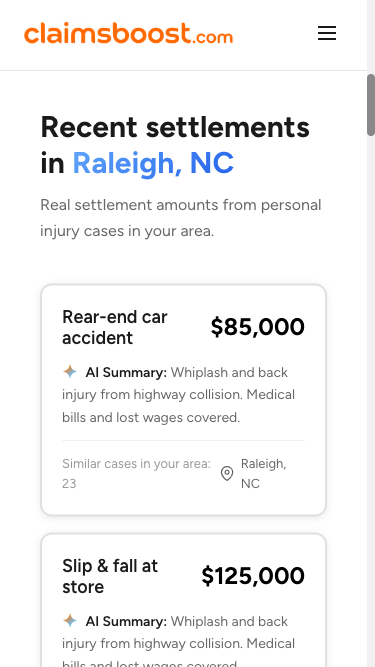 claimsboost.com
Recent settlements
in Raleigh, NC
Real settlement amounts from personal
injury cases in your area.
Rear-end car
accident
$85,000
AI Summary: Whiplash and back
injury from highway collision. Medical
bills and lost wages covered.
Similar cases in your area:
23
Raleigh,
NC
Slip & fall at
store
$125,000
AI Summary: Whiplash and back
injury from highway collision. Medical
bills and lost wages covered.